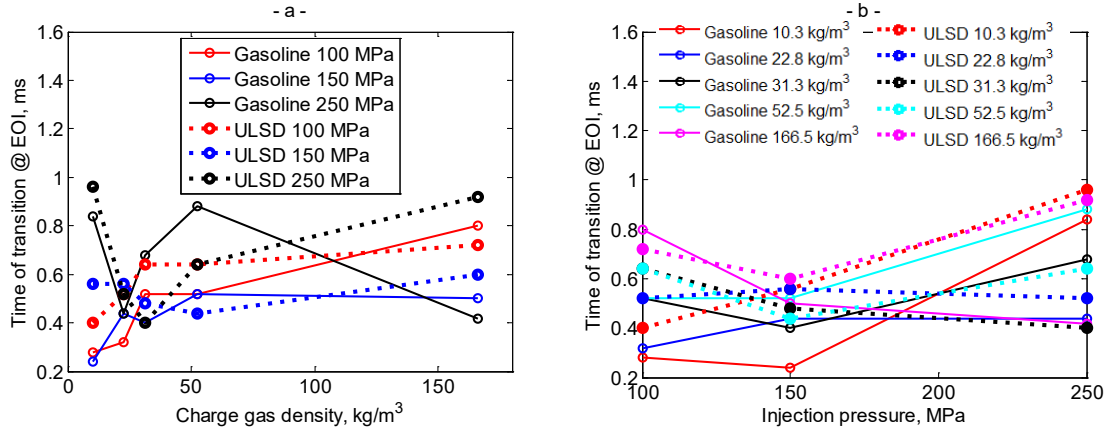 - a -
Time of transition @ EOI, ms
1.6
1.4
1.2
1
0.8
0.6
0.4
0.2
0
50
100
150
Charge gas density, kg/m³
Gasoline 100 MPa
Gasoline 150 MPa
Gasoline 250 MPa
ULSD 100 MPa
ULSD 150 MPa
ULSD 250 MPa
- b -
Time of transition @ EOI, ms
1.6
1.4
1.2
1
0.8
0.6
0.4
0.2
100
150
200
250
Injection pressure, MPa
Gasoline 10.3 kg/m³
Gasoline 22.8 kg/m³
Gasoline 31.3 kg/m³
Gasoline 52.5 kg/m³
Gasoline 166.5 kg/m³
ULSD 10.3 kg/m³
ULSD 22.8 kg/m³
ULSD 31.3 kg/m³
ULSD 52.5 kg/m³
ULSD 166.5 kg/m³